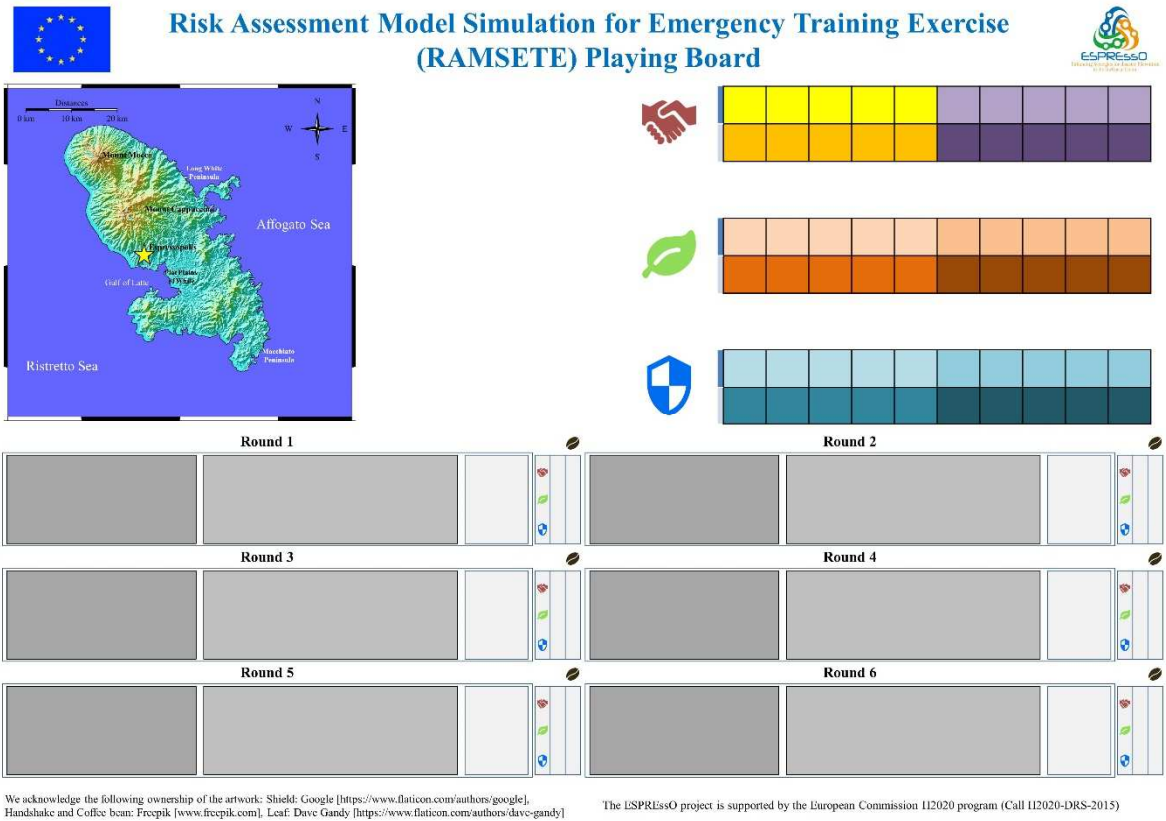 Risk Assessment Model Simulation for Emergency Training Exercise
(RAMSETE) Playing Board
ESPREssO
Distances
0 km 10 km 20 km
N
W E
S
Mount Mocca
Long White
Peninsula
Affogato Sea
Gulf of Latte
Macchiato
Peninsula
Ristretto Sea
Round 1
Round 2
Round 3
Round 4
Round 5
Round 6
We acknowledge the following ownership of the artwork: Shield: Google [https://www.flaticon.com/authors/google],
Handshake and Coffee bean: Freepik [www.freepik.com], Leaf: Dave Gandy [https://www.flaticon.com/authors/dave-gandy]
The ESPREssO project is supported by the European Commission H2020 program (Call H2020-DRS-2015)